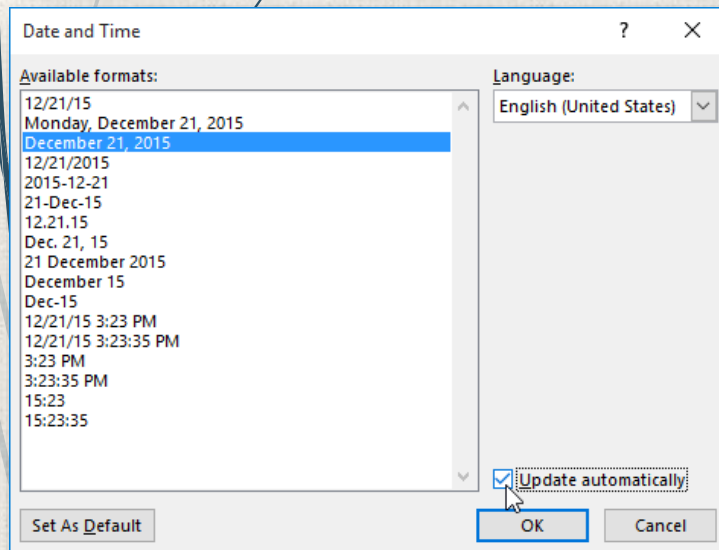 Date and Time
?
Available formats:
12/21/15
Monday, December 21, 2015
December 21, 2015
12/21/2015
2015-12-21
21-Dec-15
12.21.15
Dec. 21, 15
21 December 2015
December 15
Dec-15
12/21/15 3:23 PM
12/21/15 3:23:35 PM
3:23 PM
3:23:35 PM
15:23
15:23:35
Language:
English (United States)
Update automatically
Set As Default
OK
Cancel